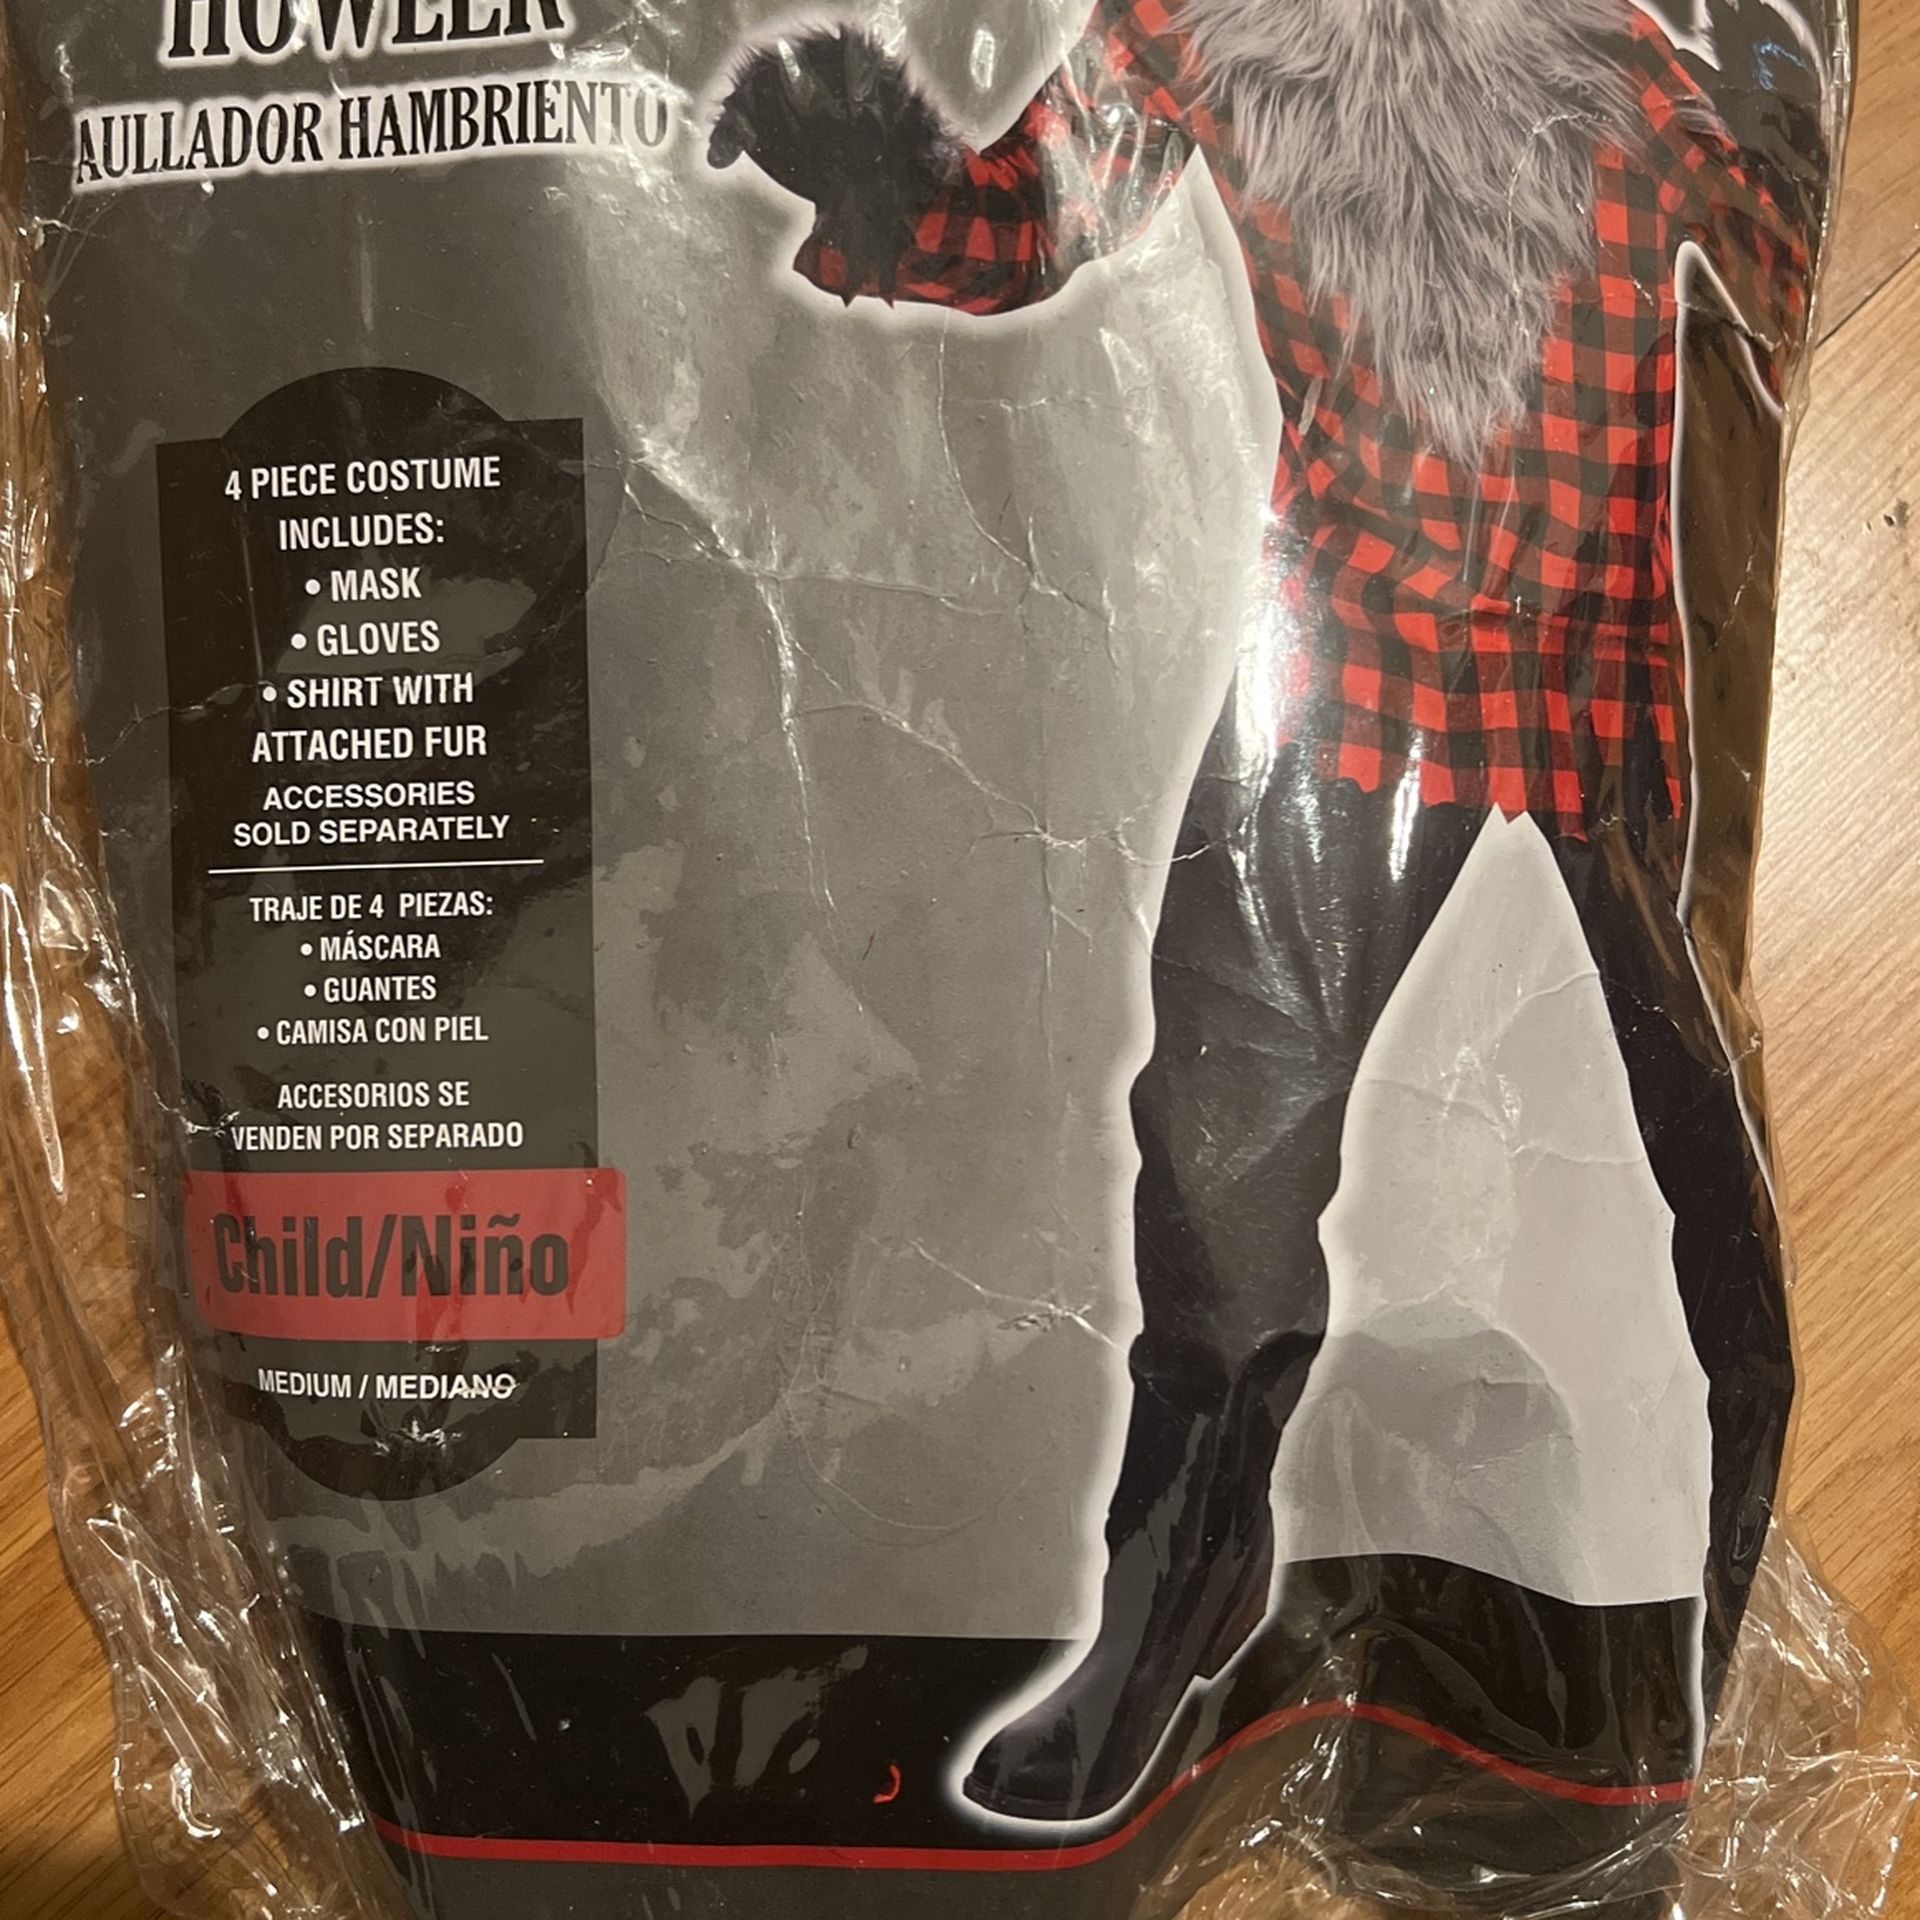 HOWLER
AULLADOR HAMBRIENTO
4 PIECE COSTUME
INCLUDES:
• MASK
• GLOVES
• SHIRT WITH
ATTACHED FUR
ACCESSORIES
SOLD SEPARATELY
TRAJE DE 4 PIEZAS:
• MÁSCARA
• GUANTES
• CAMISA CON PIEL
ACCESORIOS SE
VENDEN POR SEPARADO
Child/Niño
MEDIUM / MEDIANO